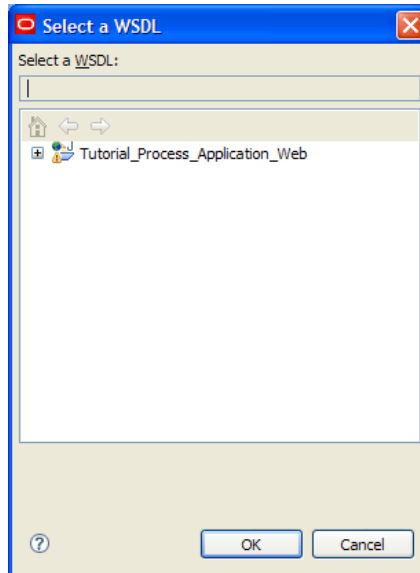 Select a WSDL
Select a WSDL:
Tutorial_Process_Application_Web
?
OK
Cancel